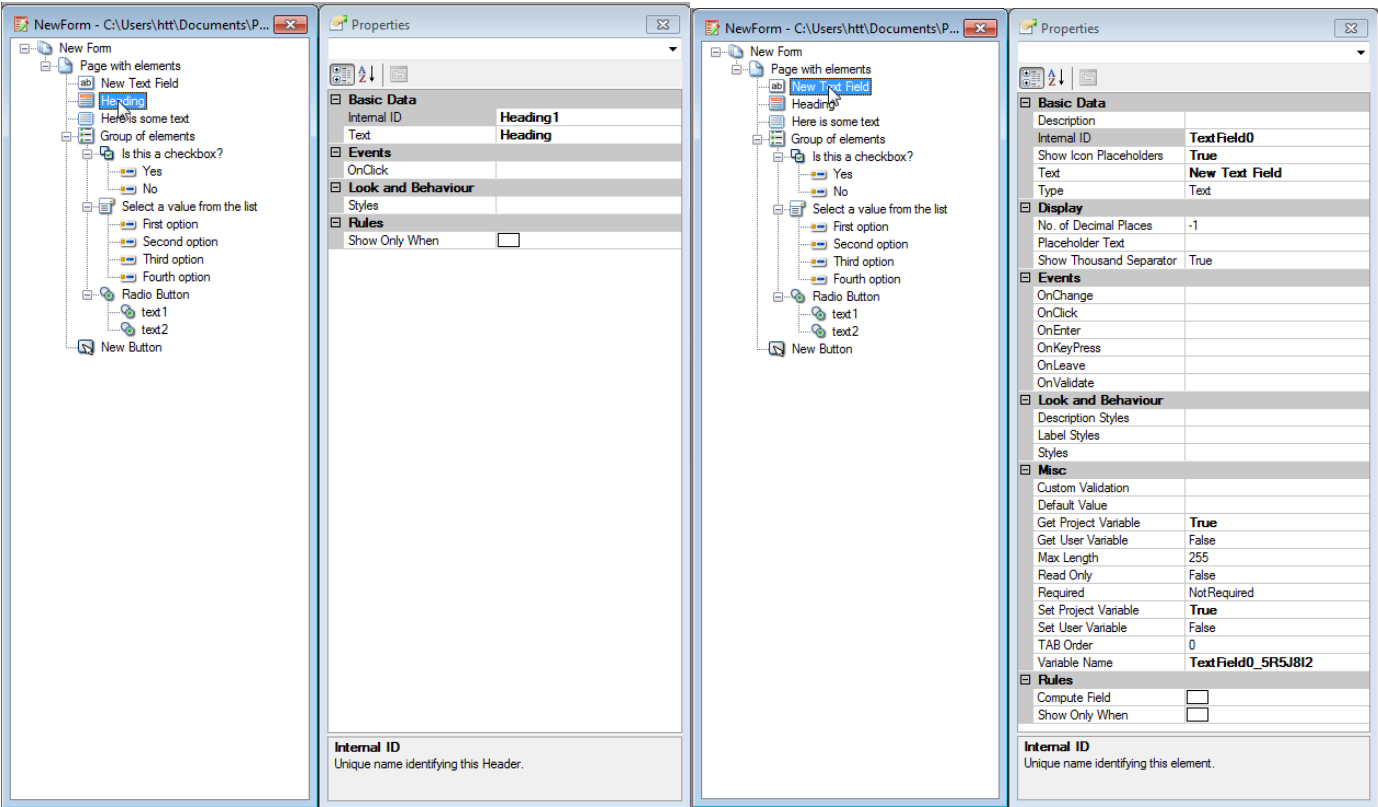 NewForm - C:\Users\htt\Documents\P...
New Form
Page with elements
New Text Field
Heading
Here is some text
Group of elements
Is this a checkbox?
Yes
No
Select a value from the list
First option
Second option
Third option
Fourth option
Radio Button
text1
text2
New Button
Properties
Basic Data
Internal ID Heading1
Text Heading
Events
OnClick
Look and Behaviour
Styles
Rules
Show Only When
Internal ID
Unique name identifying this Header.
NewForm - C:\Users\htt\Documents\P...
New Form
Page with elements
New Text Field
Heading
Here is some text
Group of elements
Is this a checkbox?
Yes
No
Select a value from the list
First option
Second option
Third option
Fourth option
Radio Button
text1
text2
New Button
Properties
Basic Data
Description
Internal ID TextField0
Show Icon Placeholders True
Text New Text Field
Type Text
Display
No. of Decimal Places -1
Placeholder Text
Show Thousand Separator True
Events
OnChange
OnClick
OnEnter
OnKeyPress
OnLeave
OnValidate
Look and Behaviour
Description Styles
Label Styles
Styles
Misc
Custom Validation
Default Value
Get Project Variable True
Get User Variable False
Max Length 255
Read Only False
Required NotRequired
Set Project Variable True
Set User Variable False
TAB Order 0
Variable Name TextField0_5R5J8I2
Rules
Compute Field
Show Only When
Internal ID
Unique name identifying this element.